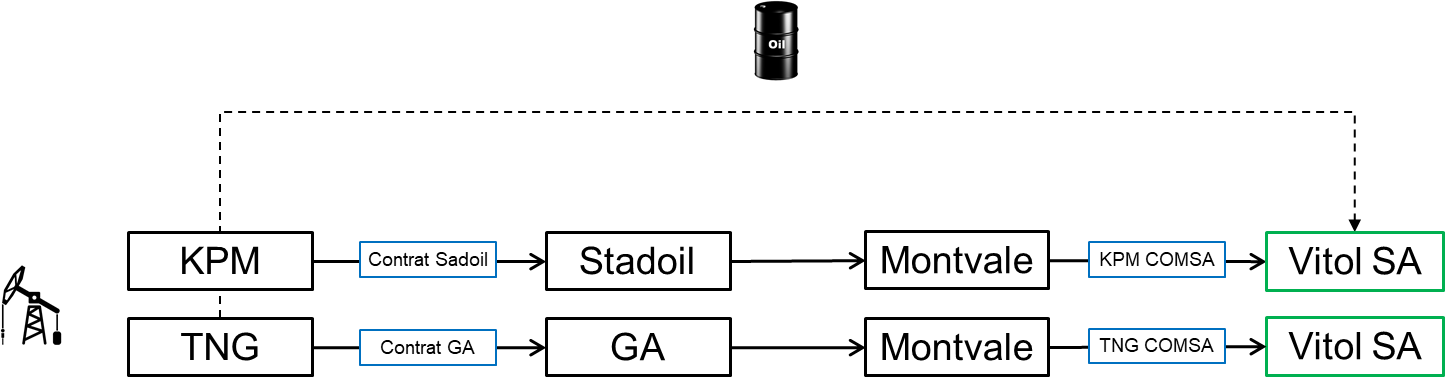 Oil
KPM
Contrat Sadoil
Stadoil
Montvale
KPM COMSA
Vitol SA
TNG
Contrat GA
GA
Montvale
TNG COMSA
Vitol SA